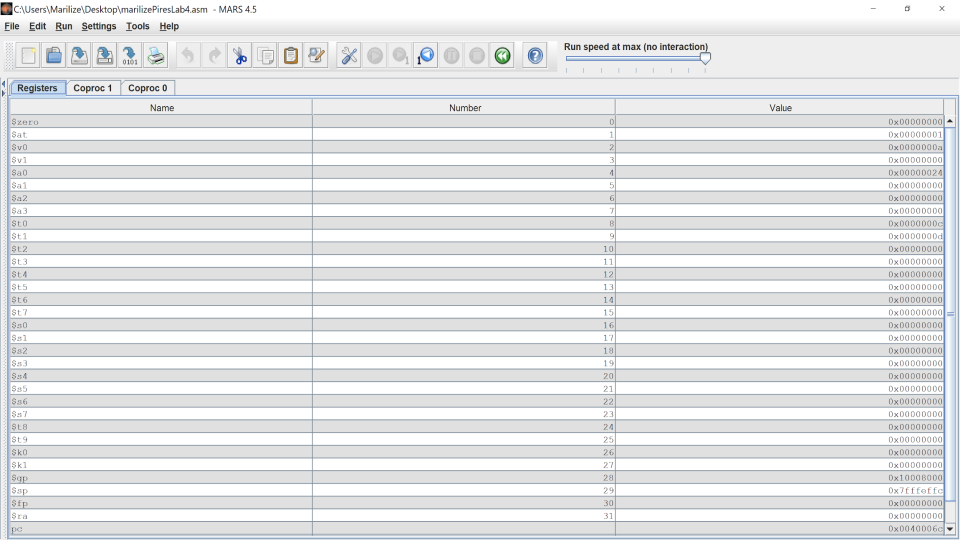 C:\Users\Marilize\Desktop\marilizePiresLab4.asm - MARS 4.5
File Edit Run Settings Tools Help
Run speed at max (no interaction)
Registers Coproc 1 Coproc 0
Name Number Value
$zero 0 0x00000000
$at 1 0x00000001
$v0 2 0x0000000a
$v1 3 0x00000000
$a0 4 0x00000024
$a1 5 0x00000000
$a2 6 0x00000000
$a3 7 0x00000000
$t0 8 0x0000000c
$t1 9 0x0000000d
$t2 10 0x00000000
$t3 11 0x00000000
$t4 12 0x00000000
$t5 13 0x00000000
$t6 14 0x00000000
$t7 15 0x00000000
$s0 16 0x00000000
$s1 17 0x00000000
$s2 18 0x00000000
$s3 19 0x00000000
$s4 20 0x00000000
$s5 21 0x00000000
$s6 22 0x00000000
$s7 23 0x00000000
$t8 24 0x00000000
$t9 25 0x00000000
$k0 26 0x00000000
$k1 27 0x00000000
$gp 28 0x10008000
$sp 29 0x7fffeffc
$fp 30 0x00000000
$ra 31 0x00000000
pc 0x0040006c